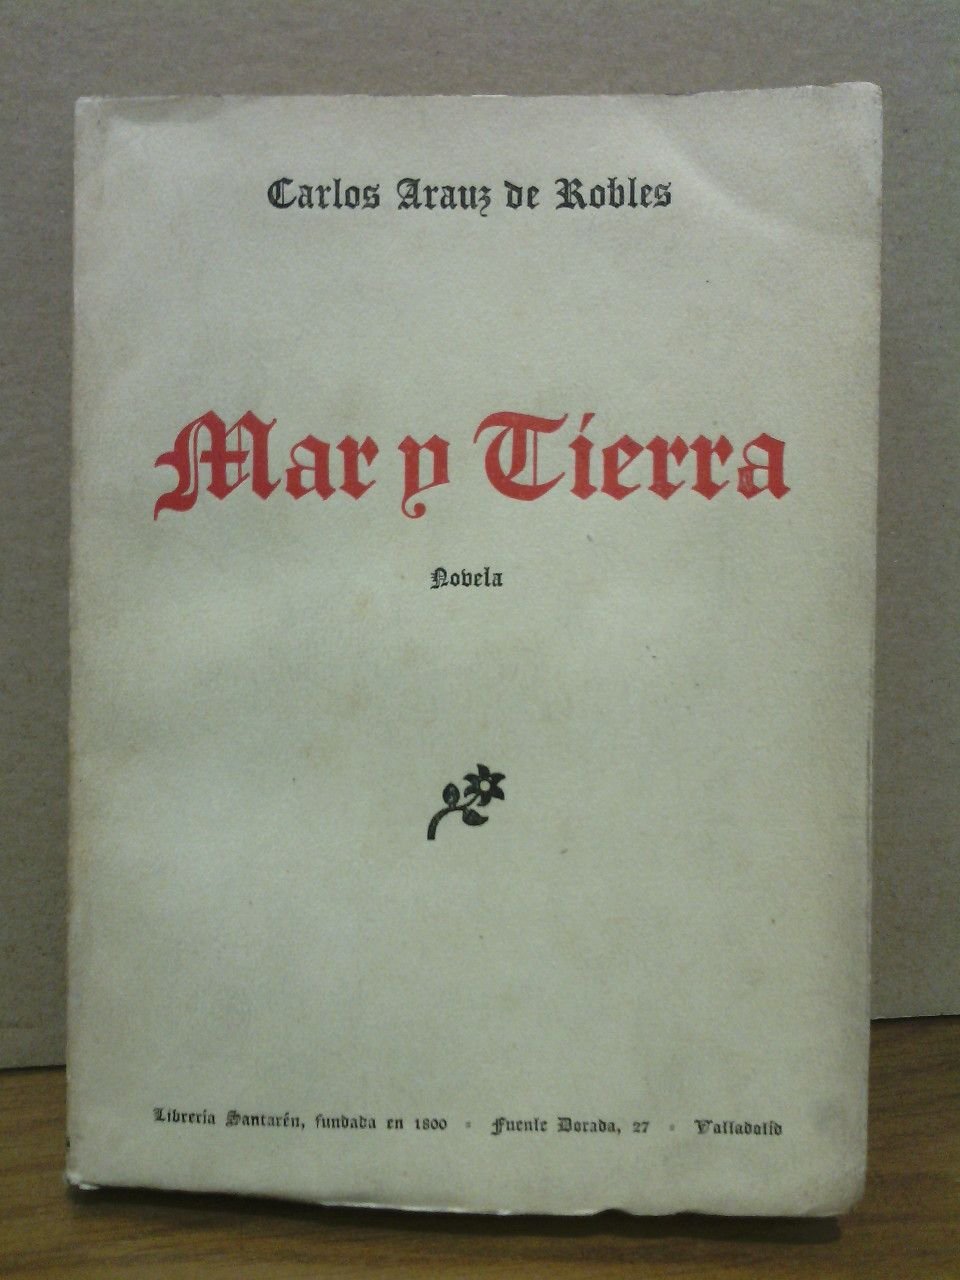 Carlos Arauz de Robles
Mar y Tierra
Novela
Librería Santarén, fundada en 1800 • Fuente Dorada, 27 • Valladolid